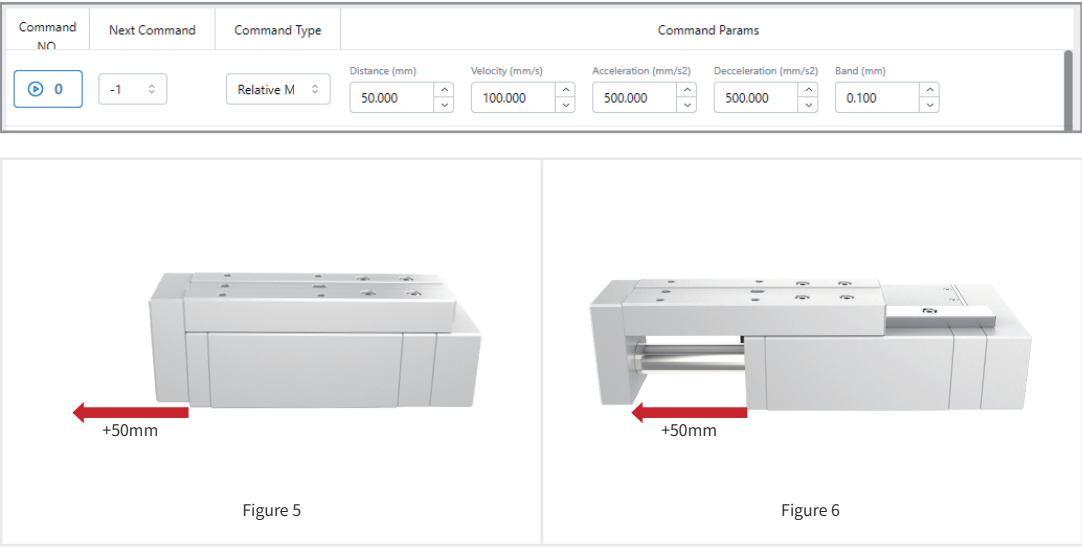 Command NO
Next Command
Command Type
Command Params
0
-1
Relative M
Distance (mm)
50.000
Velocity (mm/s)
100.000
Acceleration (mm/s2)
500.000
Decceleration (mm/s2)
500.000
Band (mm)
0.100
+50mm
+50mm
Figure 5
Figure 6